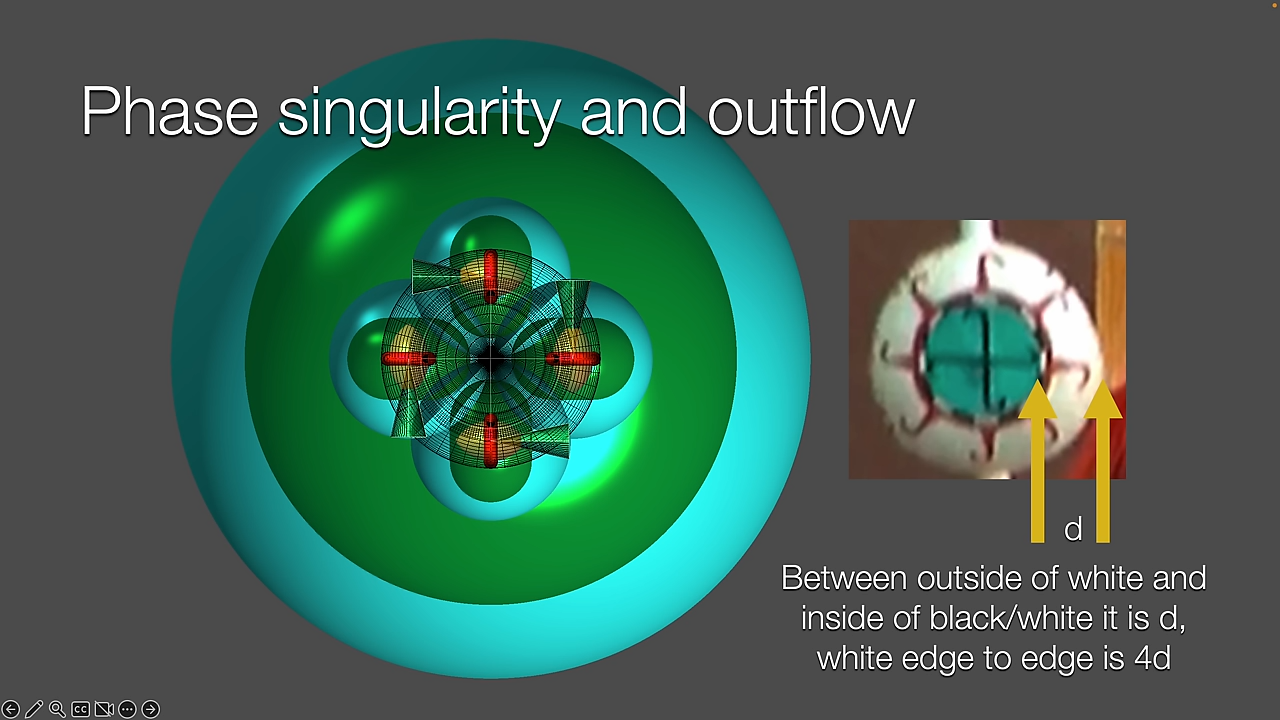 Phase singularity and outflow
d
Between outside of white and
inside of black/white it is d,
white edge to edge is 4d
CC